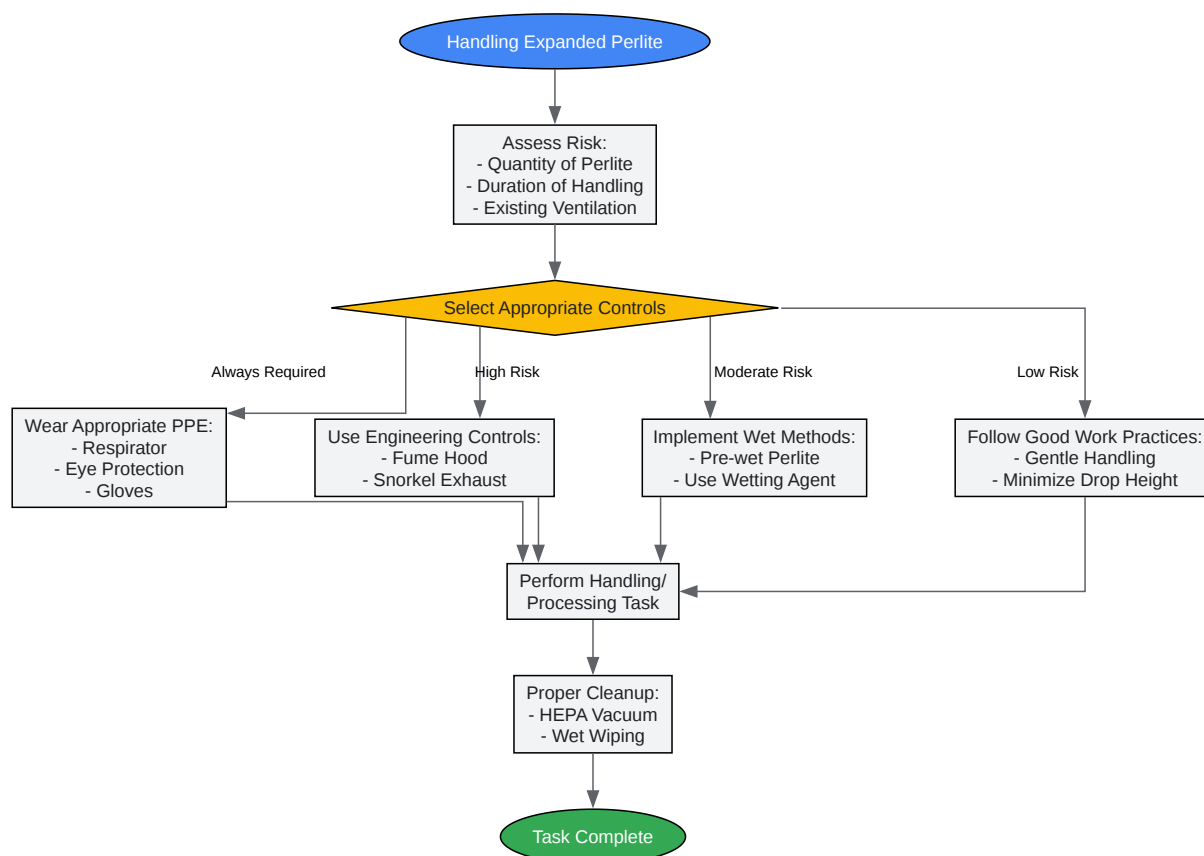 Handling Expanded Perlite
Assess Risk:
- Quantity of Perlite
- Duration of Handling
- Existing Ventilation
Select Appropriate Controls
Always Required
High Risk
Moderate Risk
Low Risk
Wear Appropriate PPE:
- Respirator
- Eye Protection
- Gloves
Use Engineering Controls:
- Fume Hood
- Snorkel Exhaust
Implement Wet Methods:
- Pre-wet Perlite
- Use Wetting Agent
Follow Good Work Practices:
- Gentle Handling
- Minimize Drop Height
Perform Handling/
Processing Task
Proper Cleanup:
- HEPA Vacuum
- Wet Wiping
Task Complete